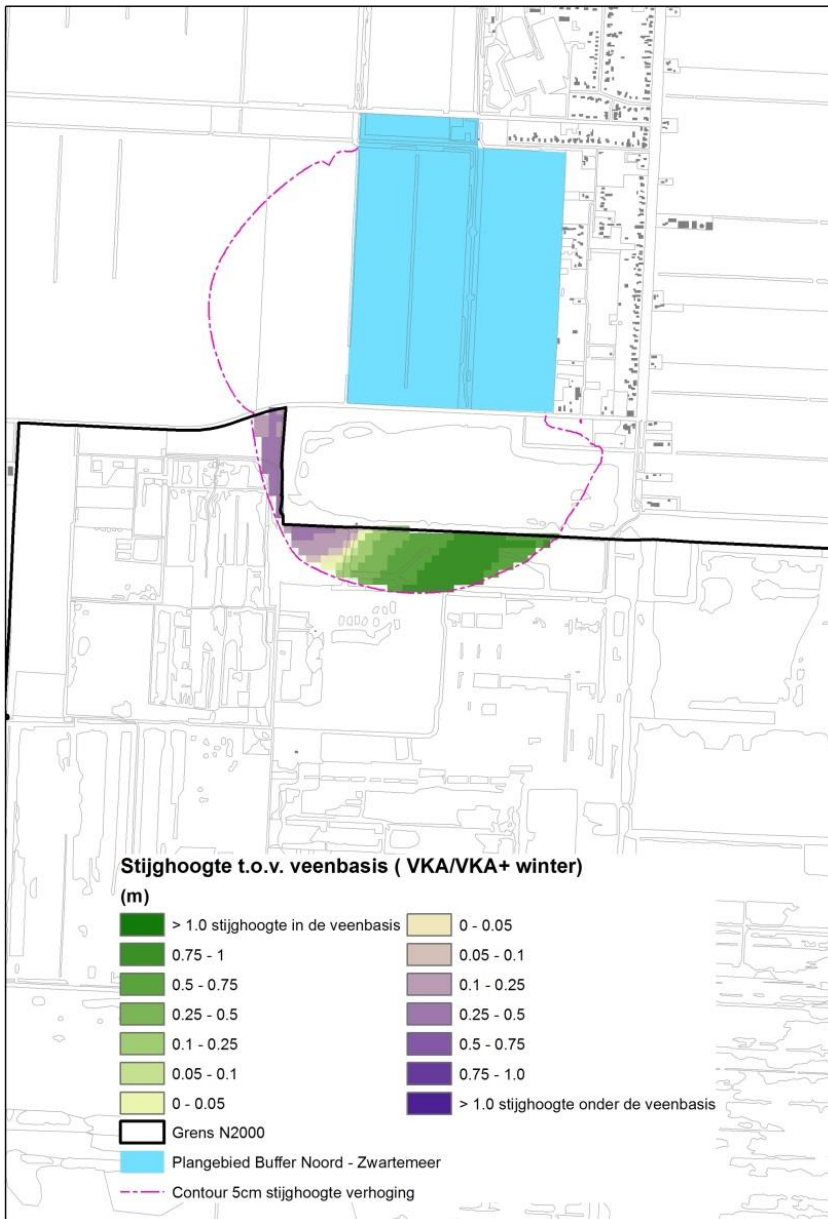 Stijghoogte t.o.v. veenbasis ( VKA/VKA+ winter)
(m)
> 1.0 stijghoogte in de veenbasis
0.75 - 1
0.5 - 0.75
0.25 - 0.5
0.1 - 0.25
0.05 - 0.1
0 - 0.05
0 - 0.05
0.05 - 0.1
0.1 - 0.25
0.25 - 0.5
0.5 - 0.75
0.75 - 1.0
> 1.0 stijghoogte onder de veenbasis
Grens N2000
Plangebied Buffer Noord - Zwartemeer
Contour 5cm stijghoogte verhoging